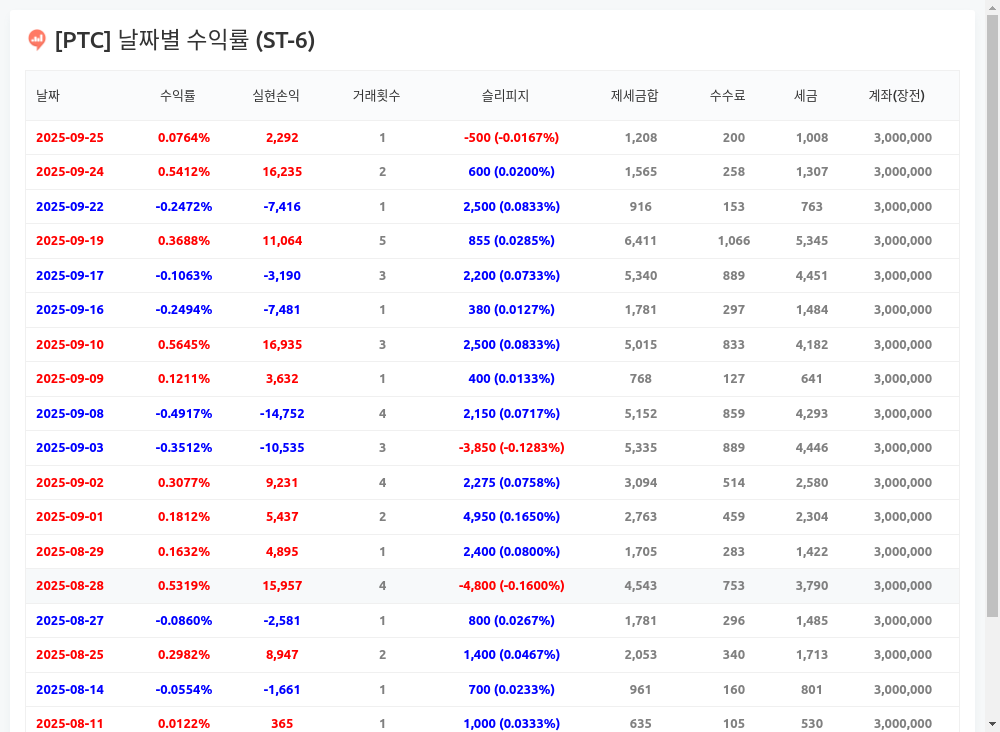 [PTC] 날짜별 수익률 (ST-6)
날짜 수익률 실현손익 거래횟수 슬리피지 제세금합 수수료 세금 계좌(장전)
2025-09-25 0.0764% 2,292 1 -500 (-0.0167%) 1,208 200 1,008 3,000,000
2025-09-24 0.5412% 16,235 2 600 (0.0200%) 1,565 258 1,307 3,000,000
2025-09-22 -0.2472% -7,416 1 2,500 (0.0833%) 916 153 763 3,000,000
2025-09-19 0.3688% 11,064 5 855 (0.0285%) 6,411 1,066 5,345 3,000,000
2025-09-17 -0.1063% -3,190 3 2,200 (0.0733%) 5,340 889 4,451 3,000,000
2025-09-16 -0.2494% -7,481 1 380 (0.0127%) 1,781 297 1,484 3,000,000
2025-09-10 0.5645% 16,935 3 2,500 (0.0833%) 5,015 833 4,182 3,000,000
2025-09-09 0.1211% 3,632 1 400 (0.0133%) 768 127 641 3,000,000
2025-09-08 -0.4917% -14,752 4 2,150 (0.0717%) 5,152 859 4,293 3,000,000
2025-09-03 -0.3512% -10,535 3 -3,850 (-0.1283%) 5,335 889 4,446 3,000,000
2025-09-02 0.3077% 9,231 4 2,275 (0.0758%) 3,094 514 2,580 3,000,000
2025-09-01 0.1812% 5,437 2 4,950 (0.1650%) 2,763 459 2,304 3,000,000
2025-08-29 0.1632% 4,895 1 2,400 (0.0800%) 1,705 283 1,422 3,000,000
2025-08-28 0.5319% 15,957 4 -4,800 (-0.1600%) 4,543 753 3,790 3,000,000
2025-08-27 -0.0860% -2,581 1 800 (0.0267%) 1,781 296 1,485 3,000,000
2025-08-25 0.2982% 8,947 2 1,400 (0.0467%) 2,053 340 1,713 3,000,000
2025-08-14 -0.0554% -1,661 1 700 (0.0233%) 961 160 801 3,000,000
2025-08-11 0.0122% 365 1 1,000 (0.0333%) 635 105 530 3,000,000